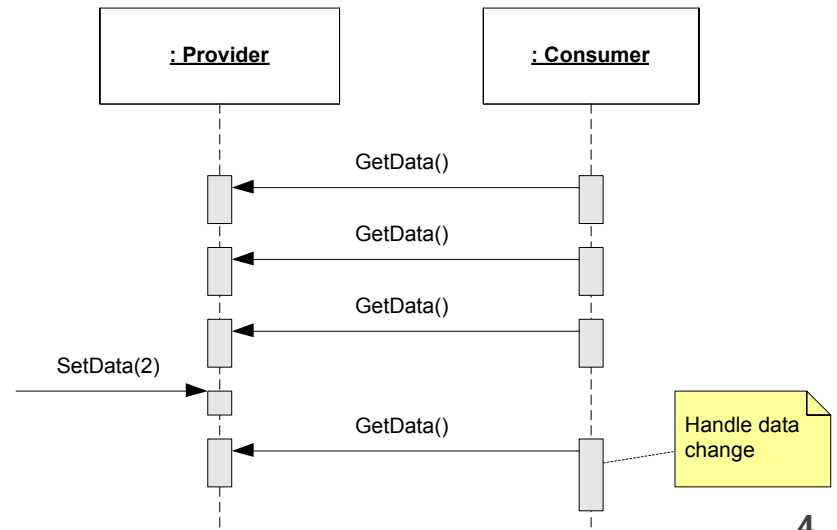 : Provider
: Consumer
GetData()
GetData()
GetData()
SetData(2)
GetData()
Handle data
change
4